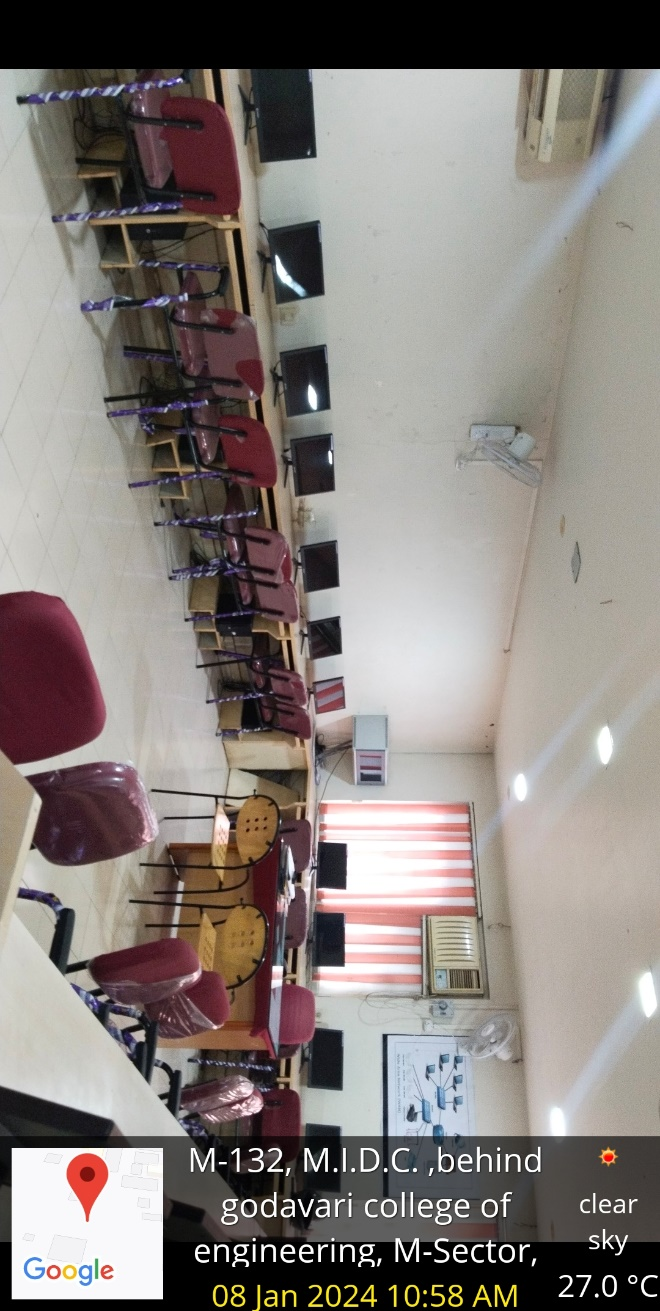 M-132, M.I.D.C. ,behind
godavari college of
engineering, M-Sector,
08 Jan 2024 10:58 AM
clear
sky
27.0 °C
Google